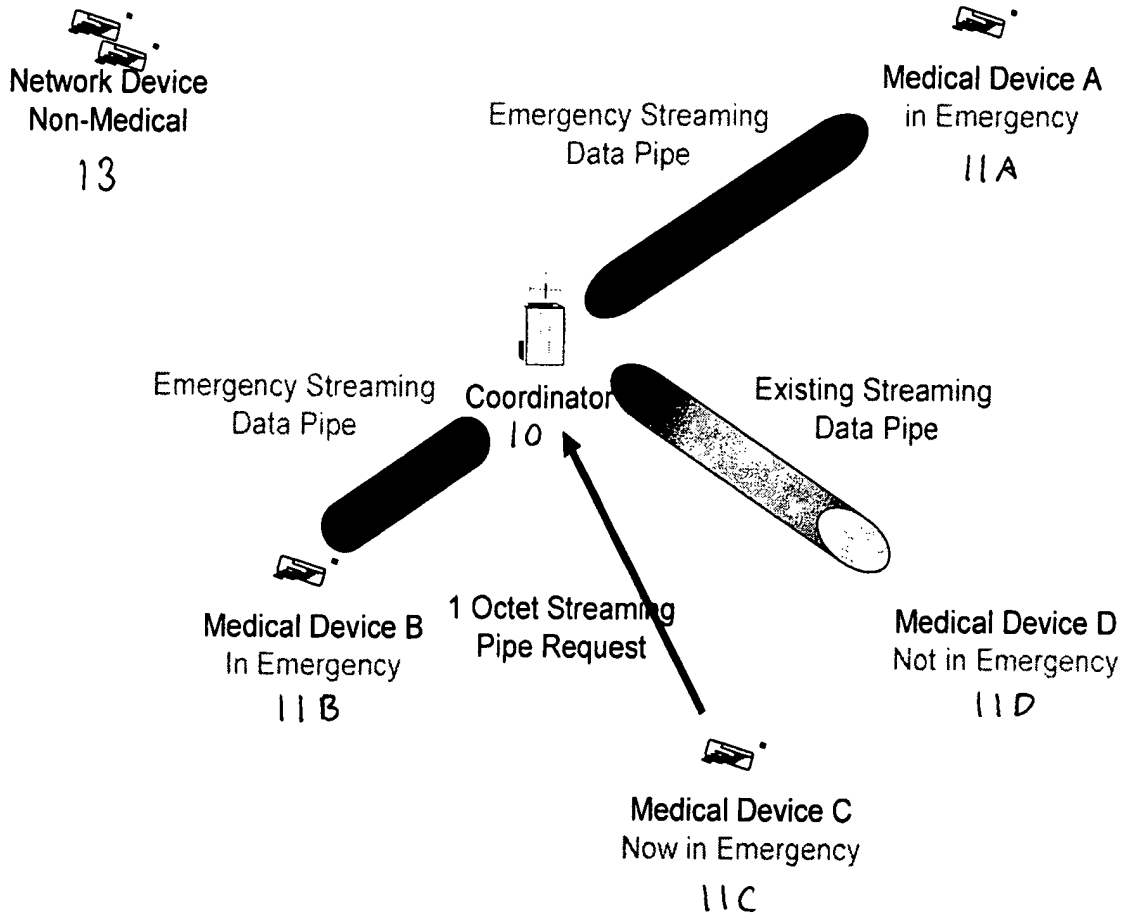 Network Device
Non-Medical
13
Medical Device A
in Emergency
11A
Emergency Streaming
Data Pipe
Emergency Streaming
Data Pipe
Coordinator
10
Existing Streaming
Data Pipe
1 Octet Streaming
Pipe Request
Medical Device B
In Emergency
11B
Medical Device D
Not in Emergency
11D
Medical Device C
Now in Emergency
11C